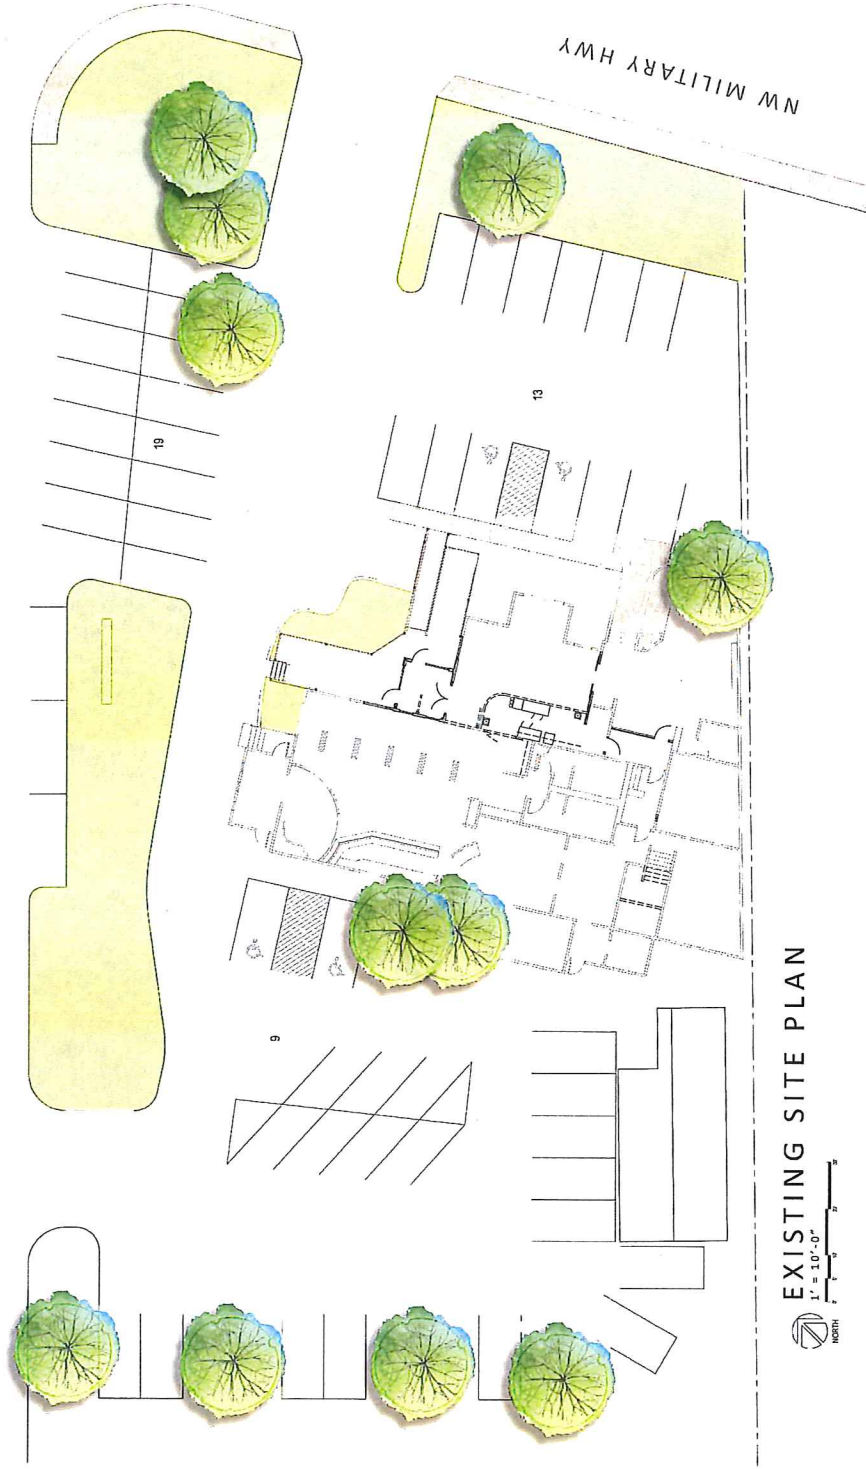 NW MILITARY HWY
19
13
9
EXISTING SITE PLAN
1' = 10'-0"
NORTH